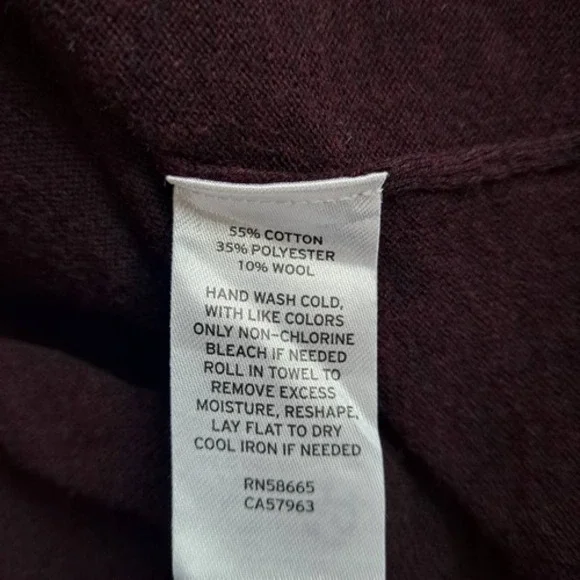 55% COTTON
35% POLYESTER
10% WOOL
HAND WASH COLD,
WITH LIKE COLORS
ONLY NON-CHLORINE
BLEACH IF NEEDED
ROLL IN TOWEL TO
REMOVE EXCESS
MOISTURE, RESHAPE,
LAY FLAT TO DRY
COOL IRON IF NEEDED
RN58665
CA57963